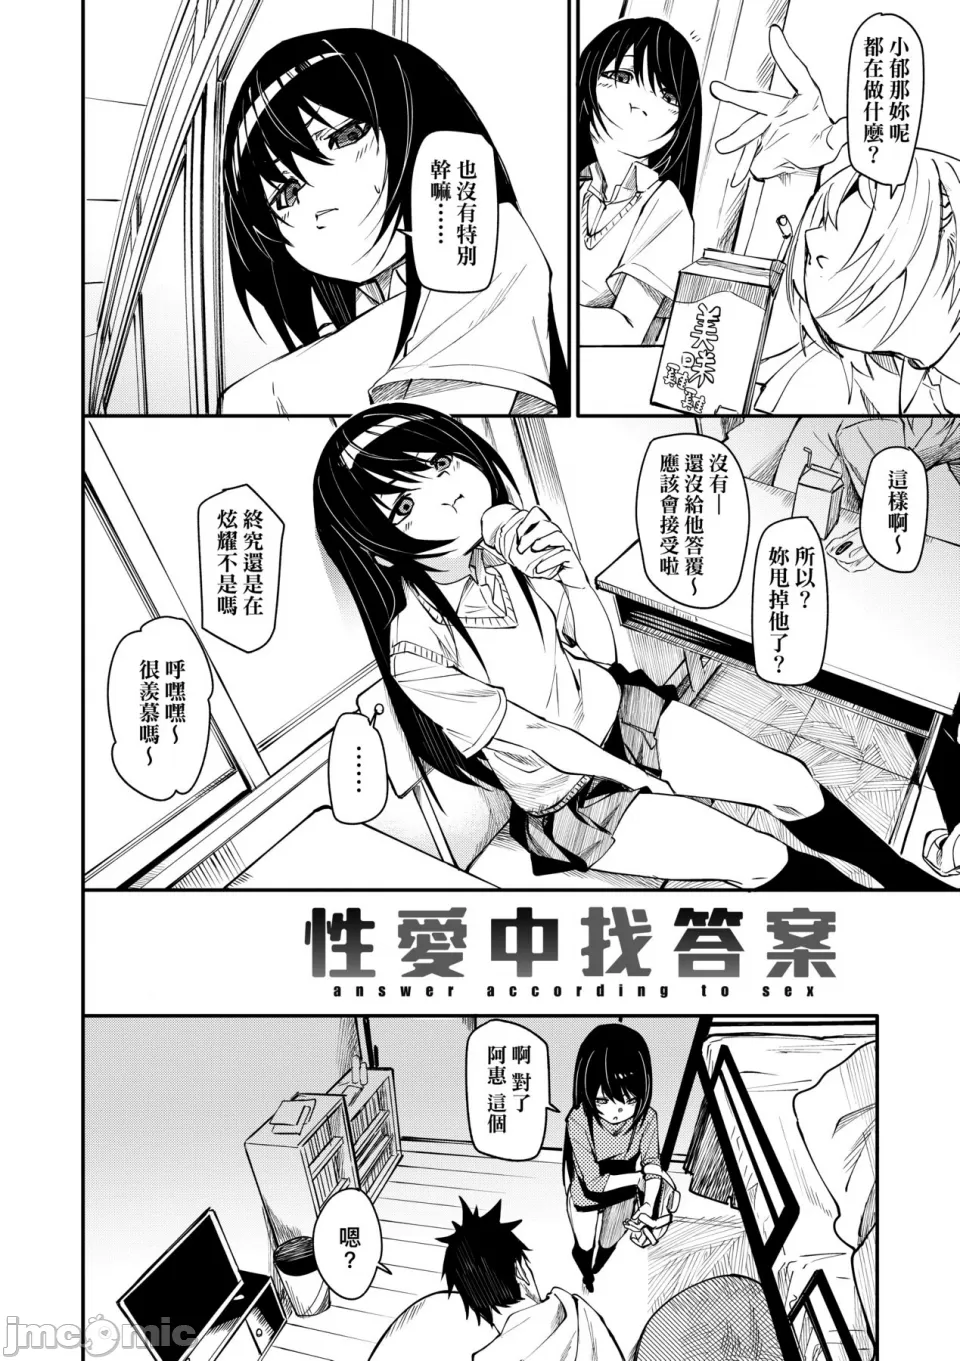 小郁那妳呢
都在做什麼？
美味
雞雞
也沒有特別
幹嘛……
這樣啊～
所以？
妳甩掉他了？
沒有—
還沒給他答覆～
應該會接受啦
終究還是在
炫耀不是嗎
呼嘿嘿～
很羨慕嗎～
……
性愛中找答案
answer according to sex
啊 對了
阿惠 這個
嗯？
jmcomic